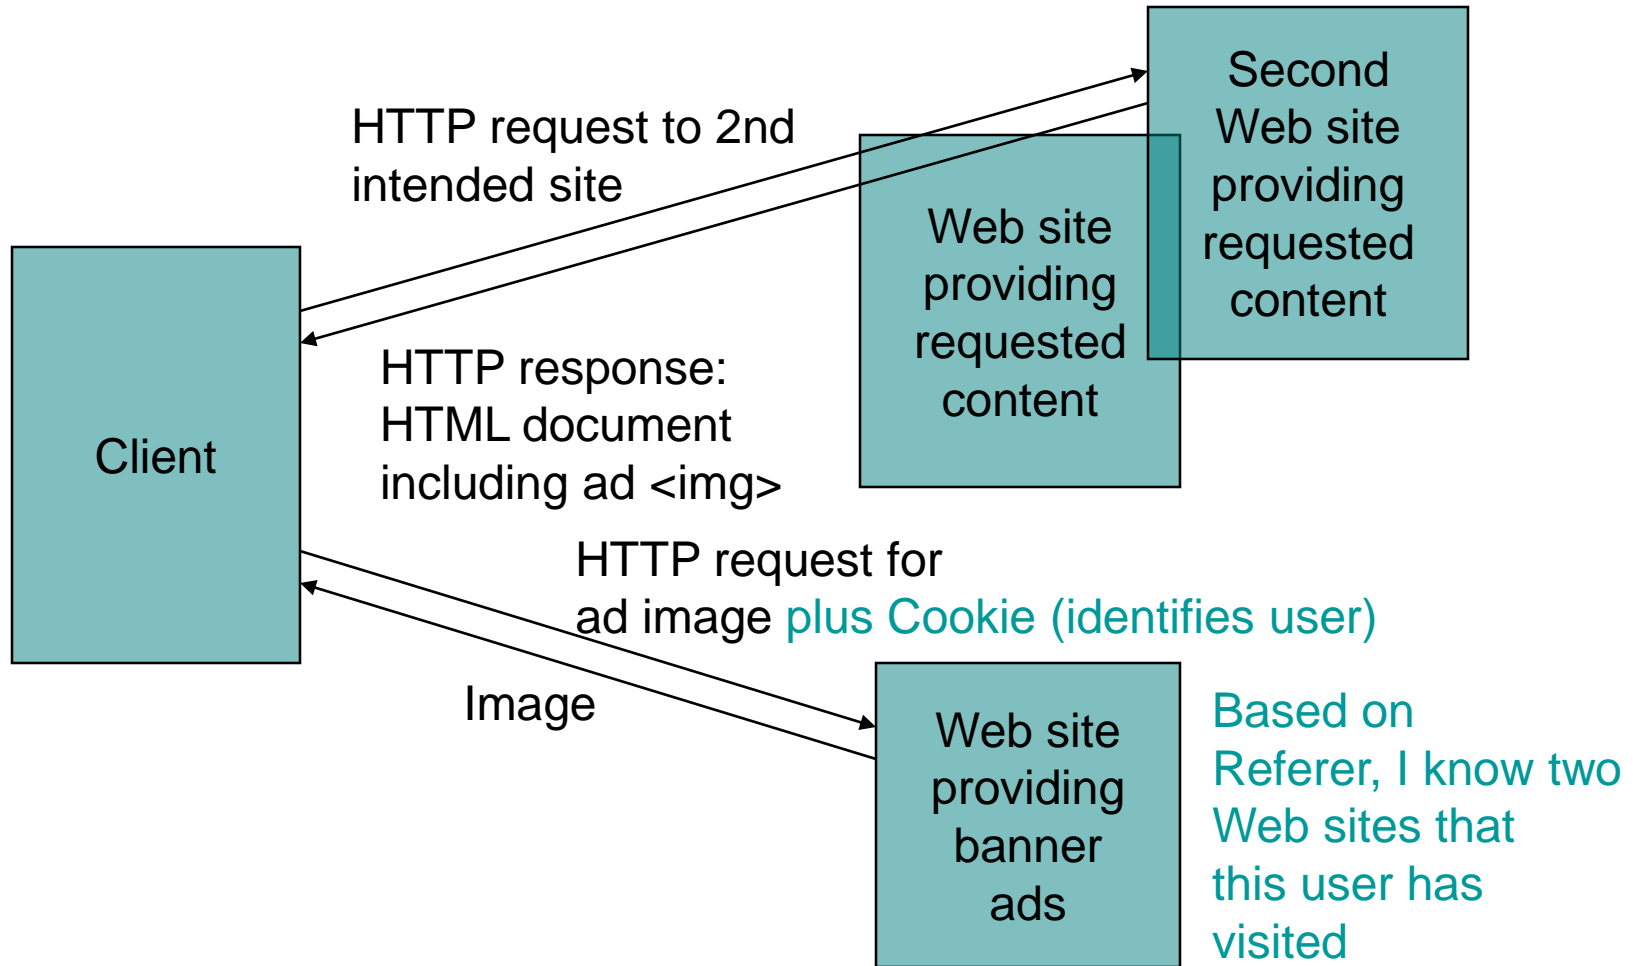 HTTP request to 2nd
intended site
Second
Web site
providing
requested
content
Web site
providing
requested
content
Client
HTTP response:
HTML document
including ad <img>
HTTP request for
ad image plus Cookie (identifies user)
Image
Web site
providing
banner
ads
Based on
Referer, I know two
Web sites that
this user has
visited